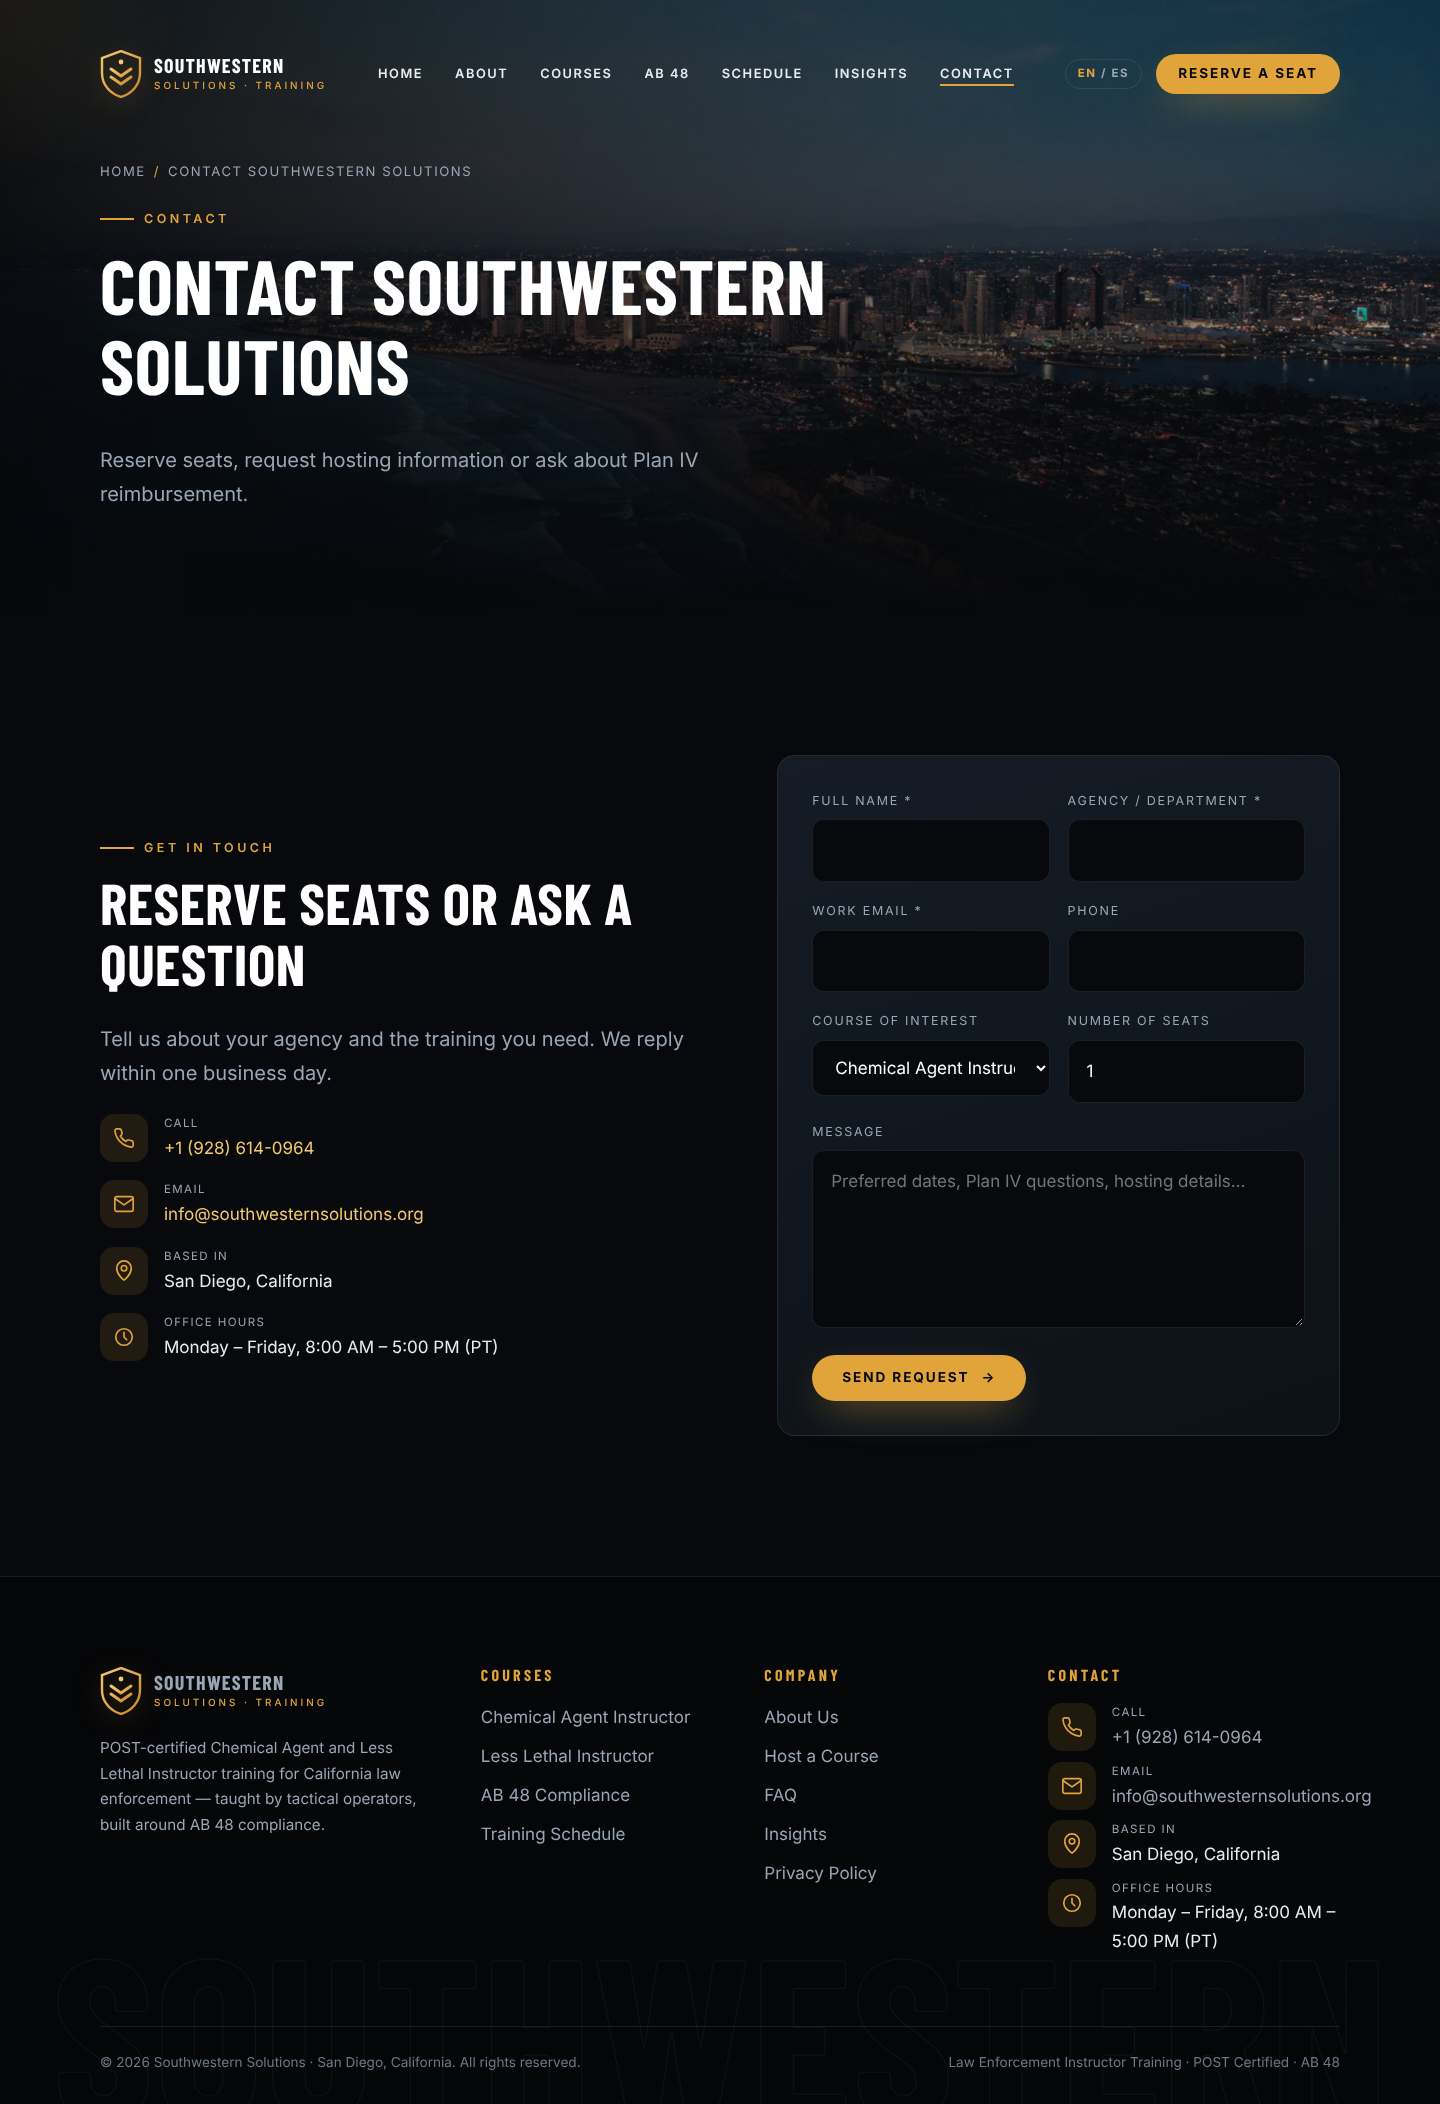 SOUTHWESTERN
SOLUTIONS · TRAINING
HOME ABOUT COURSES AB 48 SCHEDULE INSIGHTS CONTACT
EN / ES
RESERVE A SEAT
HOME / CONTACT SOUTHWESTERN SOLUTIONS
CONTACT
CONTACT SOUTHWESTERN
SOLUTIONS
Reserve seats, request hosting information or ask about Plan IV
reimbursement.
GET IN TOUCH
RESERVE SEATS OR ASK A
QUESTION
Tell us about your agency and the training you need. We reply
within one business day.
CALL
+1 (928) 614-0964
EMAIL
info@southwesternsolutions.org
BASED IN
San Diego, California
OFFICE HOURS
Monday – Friday, 8:00 AM – 5:00 PM (PT)
FULL NAME *
AGENCY / DEPARTMENT *
WORK EMAIL *
PHONE
COURSE OF INTEREST
Chemical Agent Instruc
NUMBER OF SEATS
1
MESSAGE
Preferred dates, Plan IV questions, hosting details...
SEND REQUEST →
SOUTHWESTERN
SOLUTIONS · TRAINING
POST-certified Chemical Agent and Less
Lethal Instructor training for California law
enforcement — taught by tactical operators,
built around AB 48 compliance.
COURSES
Chemical Agent Instructor
Less Lethal Instructor
AB 48 Compliance
Training Schedule
COMPANY
About Us
Host a Course
FAQ
Insights
Privacy Policy
CONTACT
CALL
+1 (928) 614-0964
EMAIL
info@southwesternsolutions.org
BASED IN
San Diego, California
OFFICE HOURS
Monday – Friday, 8:00 AM –
5:00 PM (PT)
SOUTHWESTERN
© 2026 Southwestern Solutions · San Diego, California. All rights reserved.
Law Enforcement Instructor Training · POST Certified · AB 48